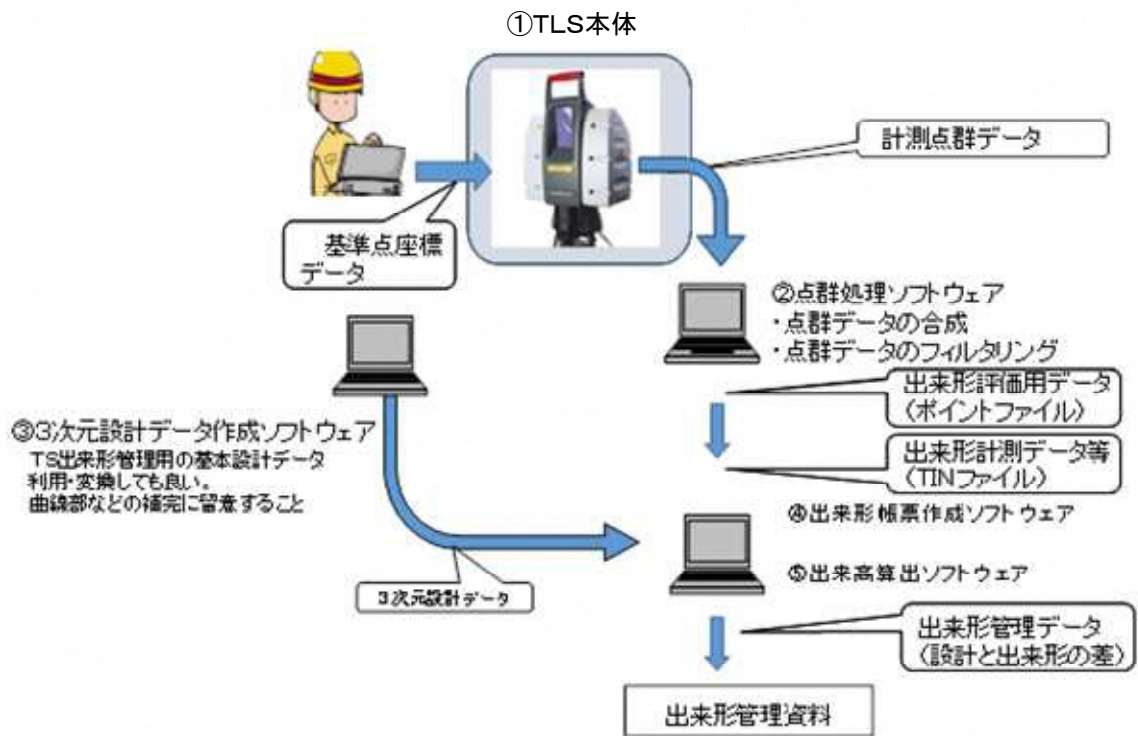 ①TLS本体
計測点群データ
基準点座標
データ
②点群処理ソフトウェア
・点群データの合成
・点群データのフィルタリング
出来形評価用データ
(ポイントファイル)
③3次元設計データ作成ソフトウェア
TS出来形管理用の基本設計データ
利用・変換しても良い。
曲線部などの補完に留意すること
出来形計測データ等
(TINファイル)
④出来形帳票作成ソフトウェア
⑤出来高算出ソフトウェア
3次元設計データ
出来形管理データ
(設計と出来形の差)
出来形管理資料